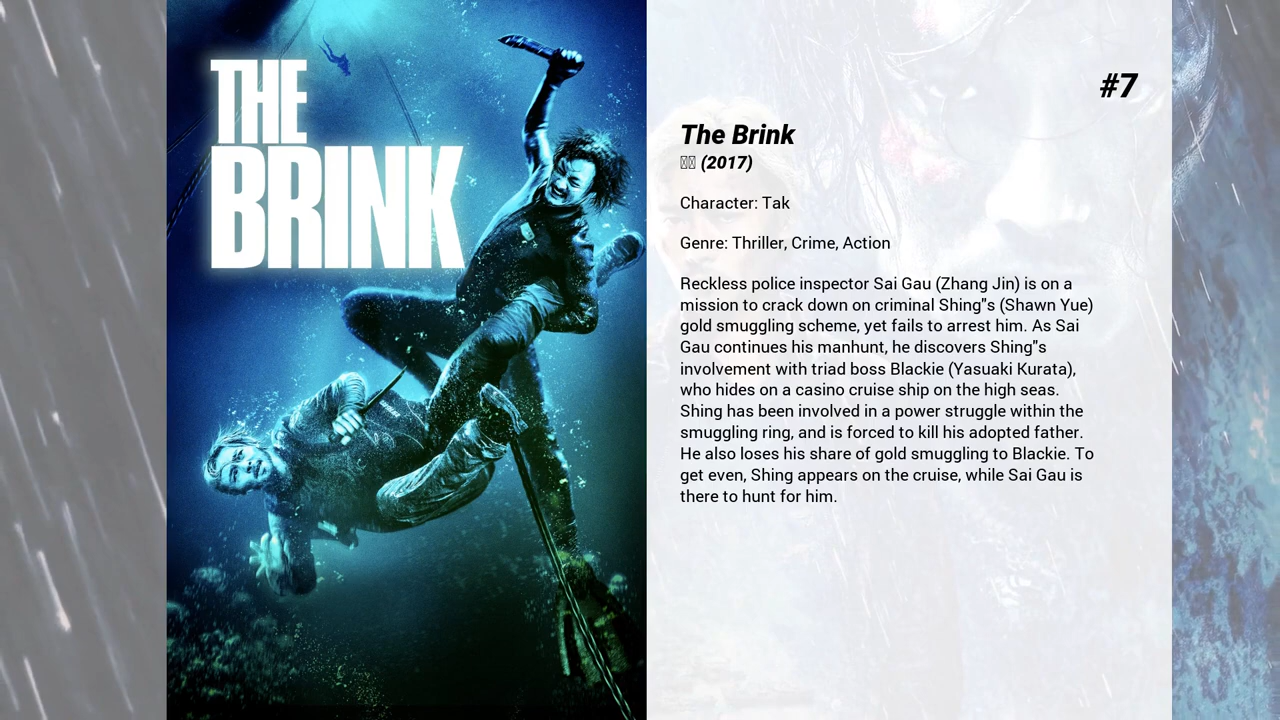 THE
BRINK
#7
The Brink
(2017)
Character: Tak
Genre: Thriller, Crime, Action
Reckless police inspector Sai Gau (Zhang Jin) is on a
mission to crack down on criminal Shing"s (Shawn Yue)
gold smuggling scheme, yet fails to arrest him. As Sai
Gau continues his manhunt, he discovers Shing"s
involvement with triad boss Blackie (Yasuaki Kurata),
who hides on a casino cruise ship on the high seas.
Shing has been involved in a power struggle within the
smuggling ring, and is forced to kill his adopted father.
He also loses his share of gold smuggling to Blackie. To
get even, Shing appears on the cruise, while Sai Gau is
there to hunt for him.